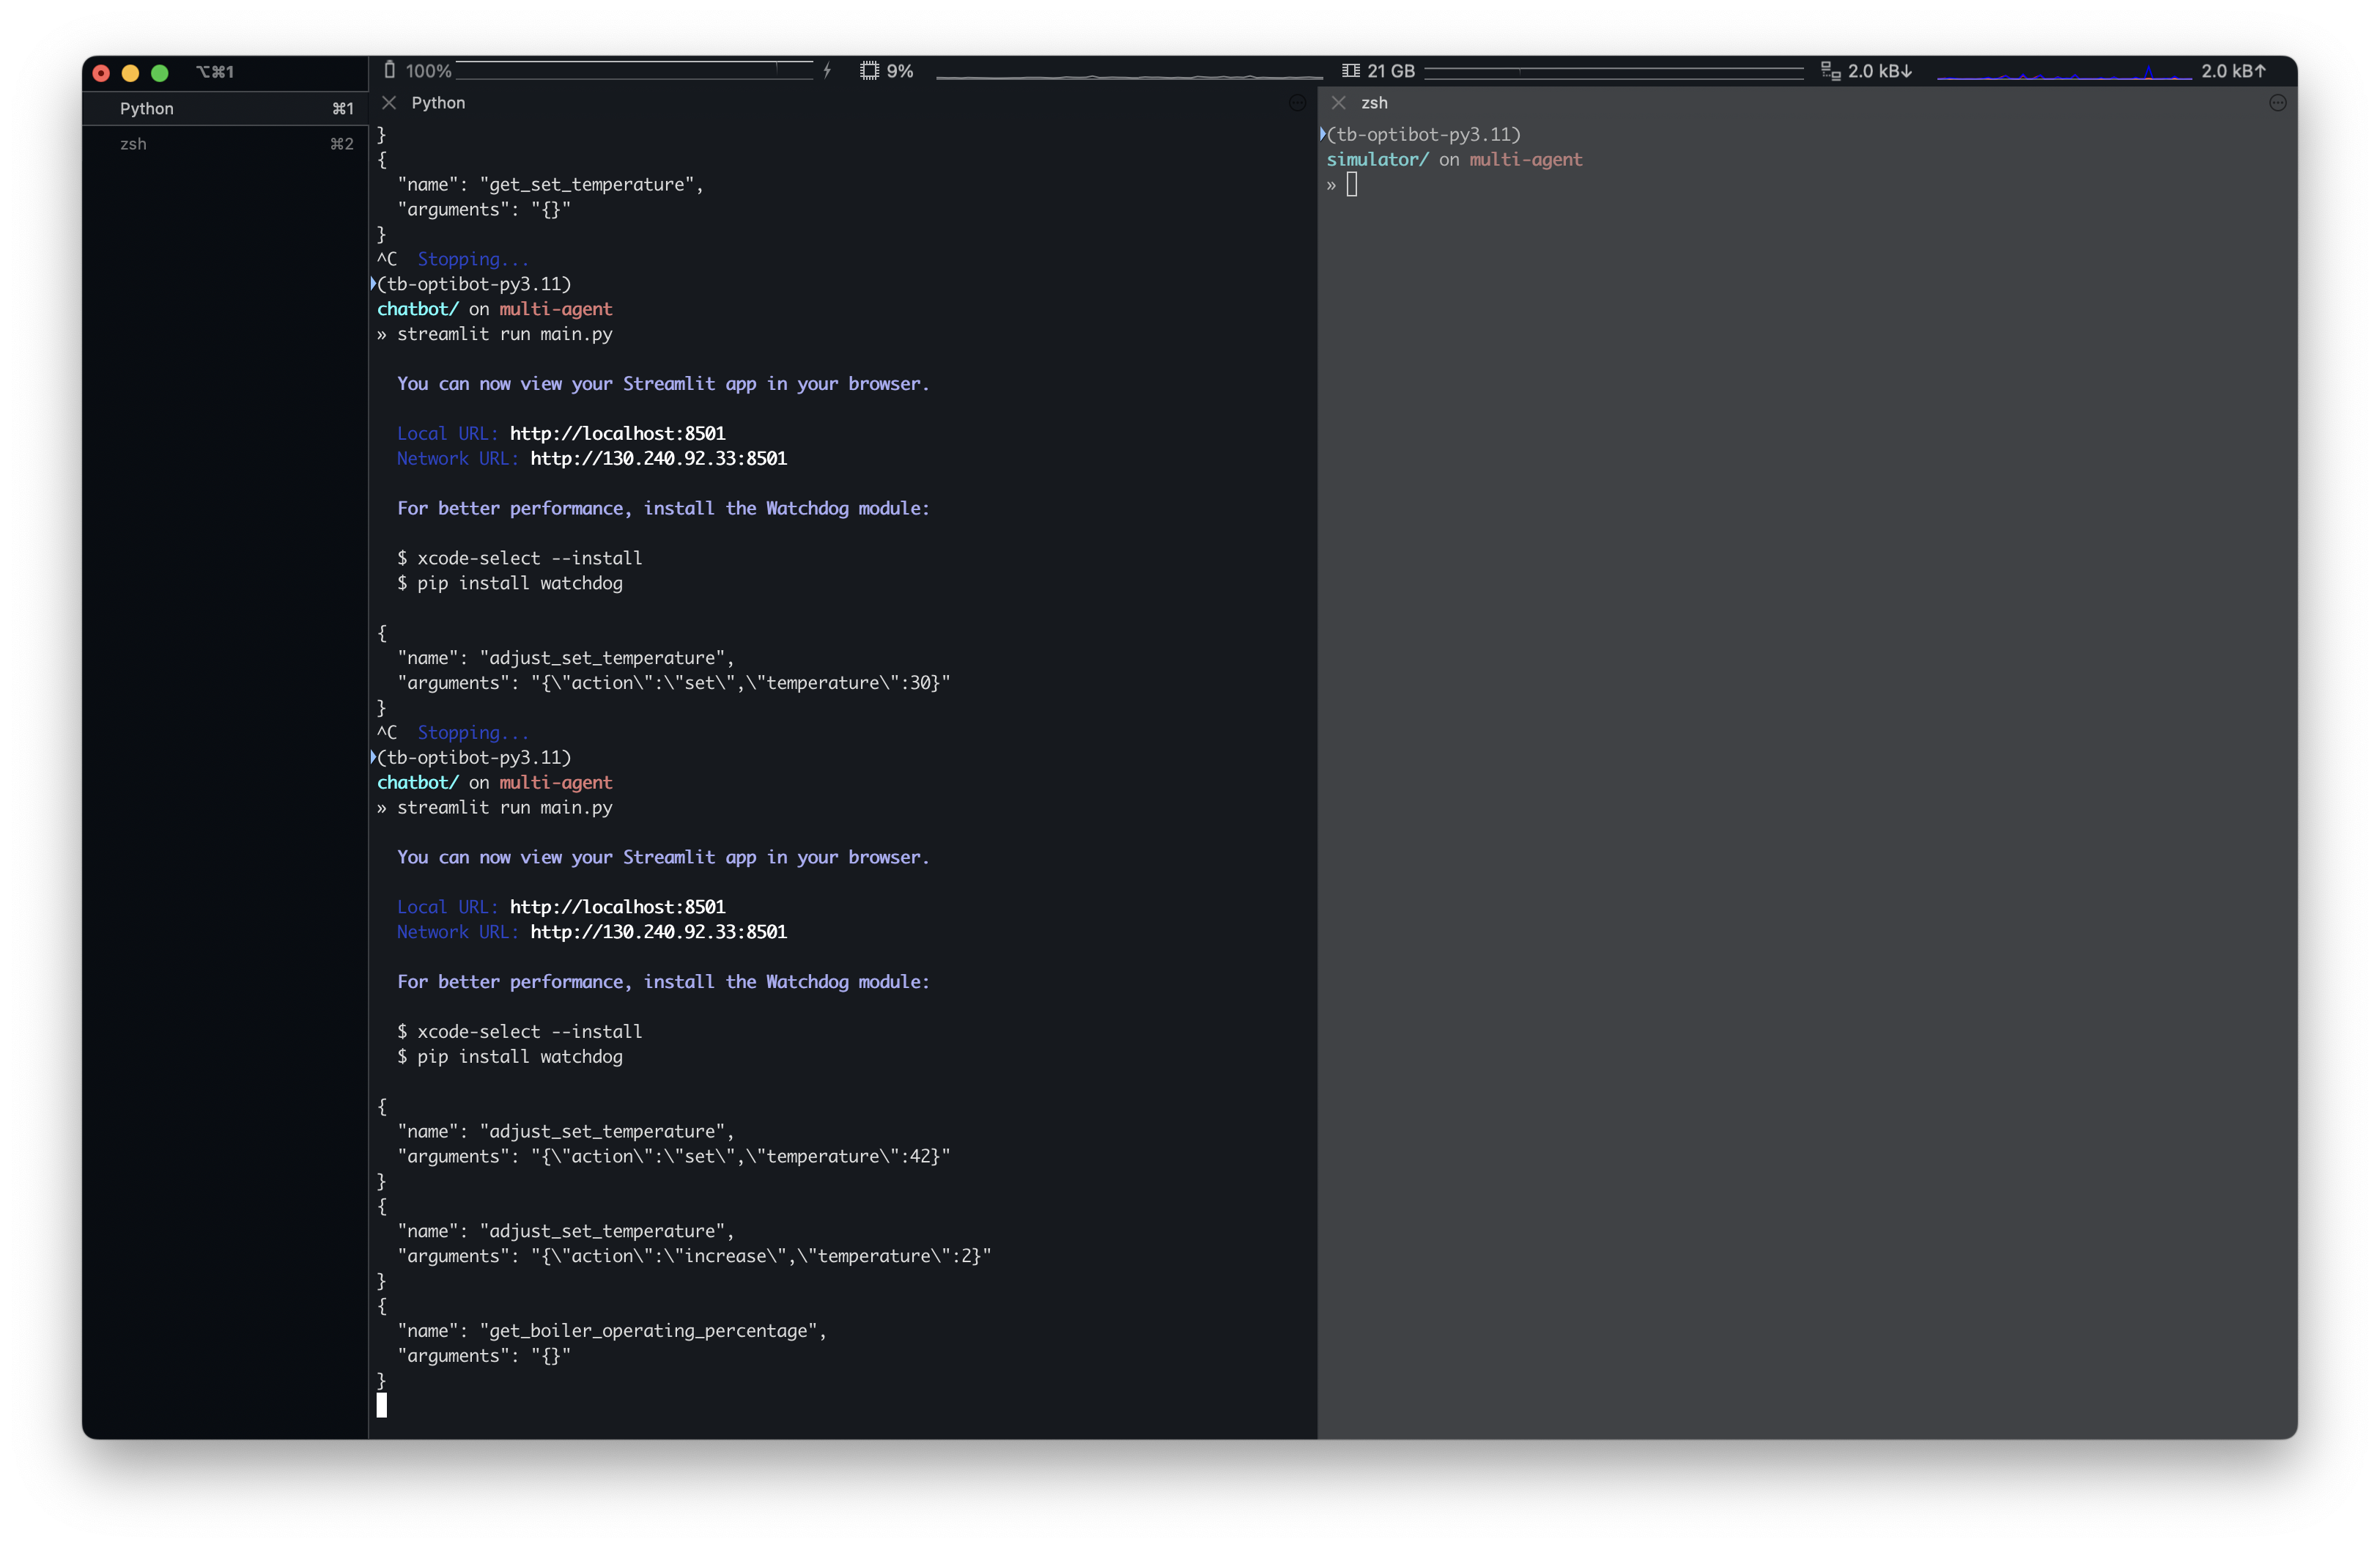 ⌥⌘1
100% 9% 21 GB 2.0 kB↓ 2.0 kB↑
Python ⌘1
zsh ⌘2
Python
}
{
  "name": "get_set_temperature",
  "arguments": "{}"
}
^C  Stopping...
(tb-optibot-py3.11)
chatbot/ on multi-agent
» streamlit run main.py
  You can now view your Streamlit app in your browser.
  Local URL: http://localhost:8501
  Network URL: http://130.240.92.33:8501
  For better performance, install the Watchdog module:
  $ xcode-select --install
  $ pip install watchdog
{
  "name": "adjust_set_temperature",
  "arguments": "{\"action\":\"set\",\"temperature\":30}"
}
^C  Stopping...
(tb-optibot-py3.11)
chatbot/ on multi-agent
» streamlit run main.py
  You can now view your Streamlit app in your browser.
  Local URL: http://localhost:8501
  Network URL: http://130.240.92.33:8501
  For better performance, install the Watchdog module:
  $ xcode-select --install
  $ pip install watchdog
{
  "name": "adjust_set_temperature",
  "arguments": "{\"action\":\"set\",\"temperature\":42}"
}
{
  "name": "adjust_set_temperature",
  "arguments": "{\"action\":\"increase\",\"temperature\":2}"
}
{
  "name": "get_boiler_operating_percentage",
  "arguments": "{}"
}
zsh
(tb-optibot-py3.11)
simulator/ on multi-agent
»